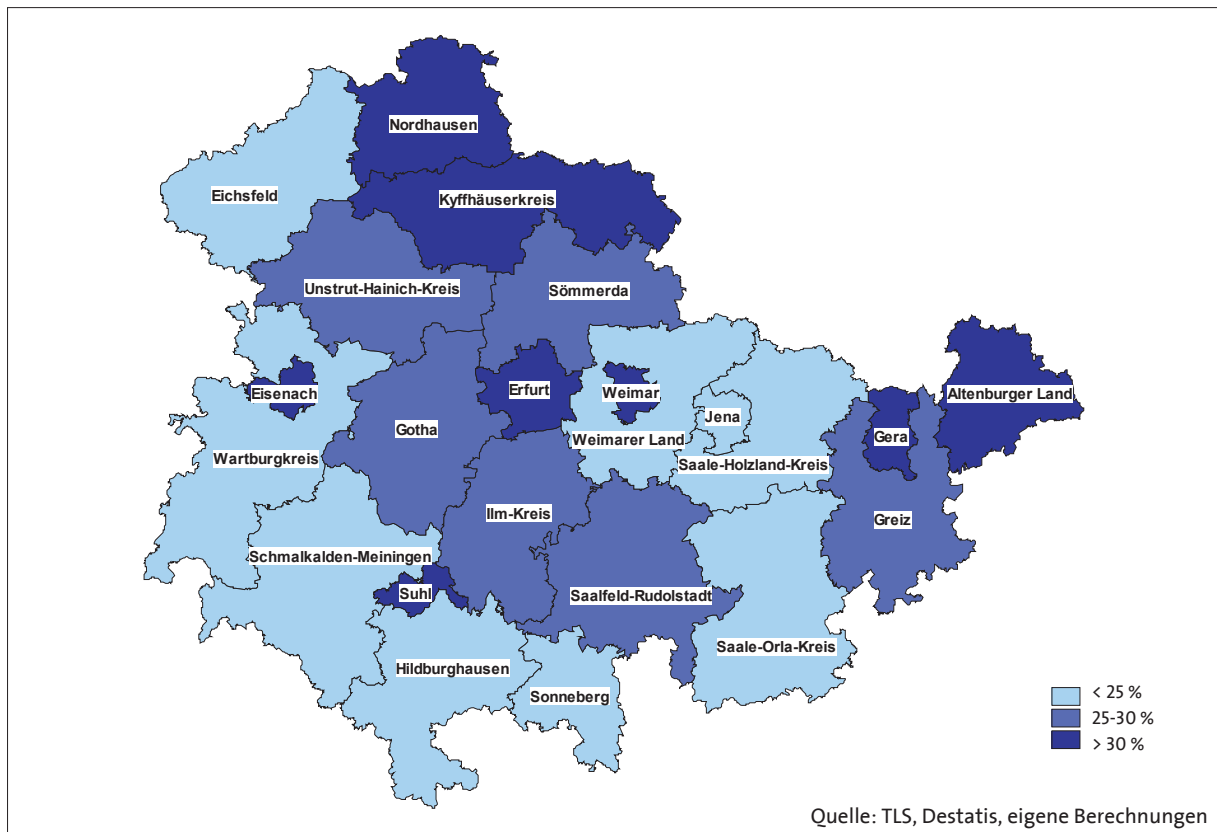 Nordhausen
Eichsfeld
Kyffhäuserkreis
Unstrut-Hainich-Kreis
Sömmerda
Eisenach
Erfurt
Weimar
Altenburger Land
Jena
Gotha
Gera
Weimarer Land
Wartburgkreis
Saale-Holzland-Kreis
Ilm-Kreis
Greiz
Schmalkalden-Meiningen
Suhl
Saalfeld-Rudolstadt
Saale-Orla-Kreis
Hildburghausen
Sonneberg
< 25 %
25-30 %
> 30 %
Quelle: TLS, Destatis, eigene Berechnungen